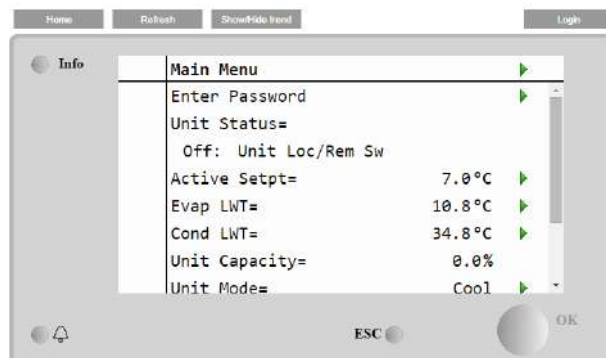 Home Refresh Show/Hide trend Login
Info
Main Menu
Enter Password
Unit Status=
Off: Unit Loc/Rem Sw
Active Setpt= 7.0°C
Evap LWT= 10.8°C
Cond LWT= 34.8°C
Unit Capacity= 0.0%
Unit Mode= Cool
ESC OK